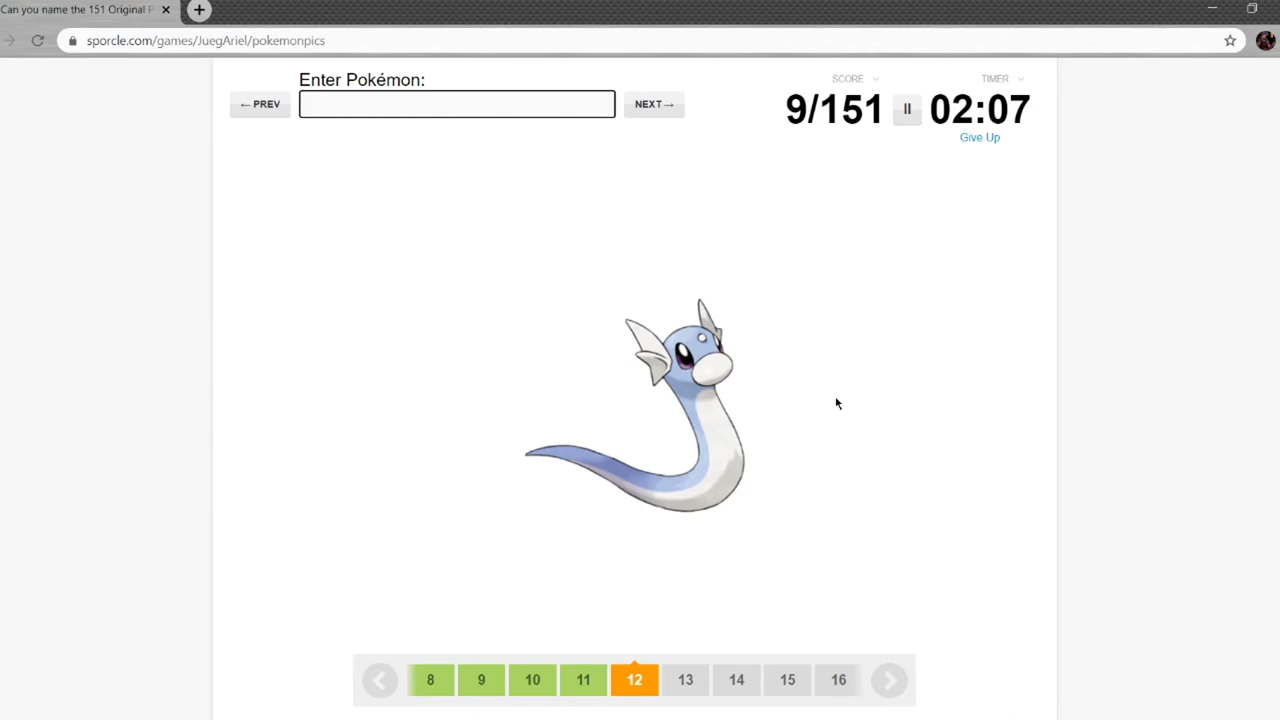 Can you name the 151 Original P
sporcle.com/games/JuegAriel/pokemonpics
Enter Pokémon:
← PREV
NEXT →
SCORE
9/151
TIMER
02:07
Give Up
8 9 10 11 12 13 14 15 16